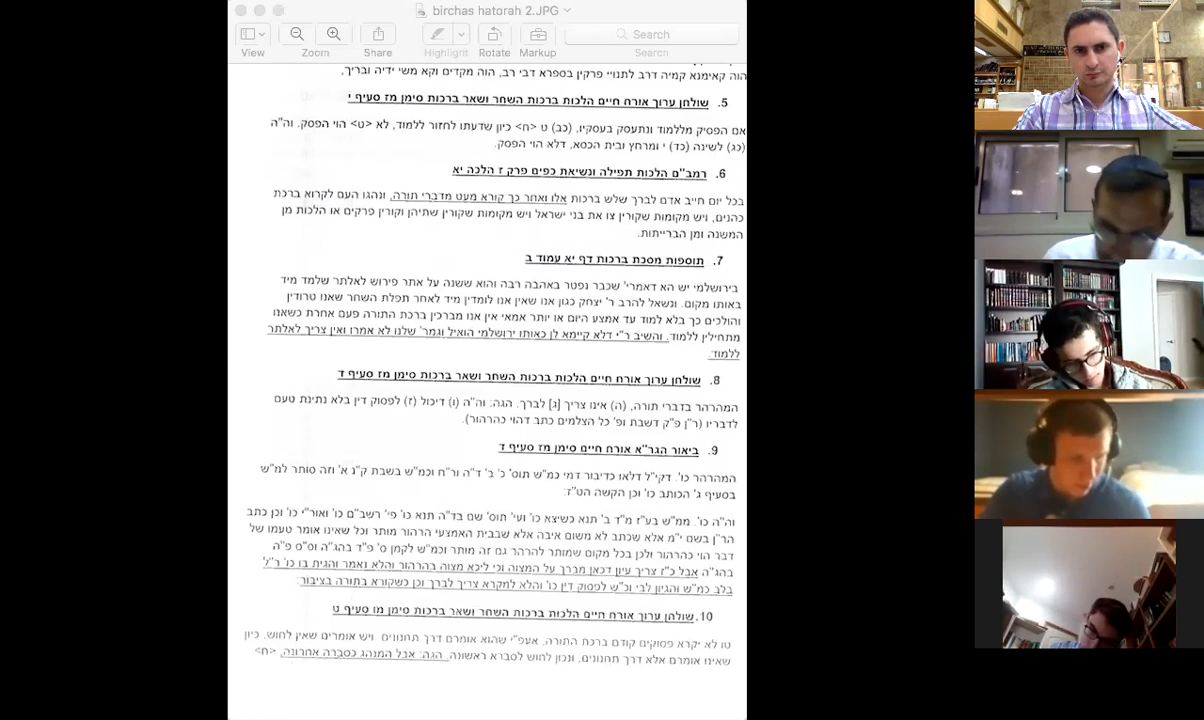 birchas hatorah 2.JPG
View
Zoom
Share
Highlight
Rotate
Markup
Search
Search
הוה קאימנא קמיה דרב לתנויי פרקין בספרא דבי רב, הוה מקדים וקא משי ידיה ובריך,
5. שולחן ערוך אורח חיים הלכות ברכות השחר ושאר ברכות סימן מז סעיף י
אם הפסיק מללמוד ונתעסק בעסקיו, (כב) ט <ח> כיון שדעתו לחזור ללמוד, לא <ט> הוי הפסק. וה"ה
(כג) לשינה (כד) י ומרחץ ובית הכסא, דלא הוי הפסק.
6. רמב"ם הלכות תפילה ונשיאת כפים פרק ז הלכה יא
בכל יום חייב אדם לברך שלש ברכות אלו ואחר כך קורא מעט מדברי תורה, ונהגו העם לקרוא ברכת
כהנים, ויש מקומות שקורין צו את בני ישראל ויש מקומות שקורין שתיהן וקורין פרקים או הלכות מן
המשנה ומן הברייתות.
7. תוספות מסכת ברכות דף יא עמוד ב
בירושלמי יש הא דאמרי' שכבר נפטר באהבה רבה והוא ששנה על אתר פירוש לאלתר שלמד מיד
באותו מקום. ונשאל להרב ר' יצחק כגון אנו שאין אנו לומדין מיד לאחר תפלת השחר שאנו טרודין
והולכים כך בלא למוד עד אמצע היום או יותר אמאי אין אנו מברכין ברכת התורה פעם אחרת כשאנו
מתחילין ללמוד. והשיב ר"י דלא קיימא לן כאותו ירושלמי הואיל וגמר' שלנו לא אמרו ואין צריך לאלתר
ללמוד.
8. שולחן ערוך אורח חיים הלכות ברכות השחר ושאר ברכות סימן מז סעיף ד
המהרהר בדברי תורה, (ה) אינו צריך [ג] לברך. הגה: וה"ה (ו) דיכול (ז) לפסוק דין בלא נתינת טעם
לדבריו (ר"ן פ"ק דשבת ופ' כל הצלמים כתב דהוי כהרהור).
9. ביאור הגר"א אורח חיים סימן מז סעיף ד
המהרהר כו'. דקי"ל דלאו כדיבור דמי כמ"ש תוס' כ' ב' ד"ה ור"ח וכמ"ש בשבת ק"נ א' וזה סותר למ"ש
בסעיף ג' הכותב כו' וכן הקשה הט"ז:
וה"ה כו'. ממ"ש בע"ז מ"ד ב' תנא כשיצא כו' ועי' תוס' שם בד"ה תנא כו' פי' רשב"ם כו' ואור"י כו' וכן כתב
הר"ן בשם י"מ אלא שכתב לא משום איבה אלא שבבית האמצעי הרהור מותר וכל שאינו אומר טעמו של
דבר הוי כהרהור ולכן בכל מקום שמותר להרהר גם זה מותר וכמ"ש לקמן ס' פ"ד בהג"ה וס"ס פ"ה
בהג"ה אבל כ"ז צריך עיון דכאן מברך על המצוה וכי ליכא מצוה בהרהור והלא נאמר והגית בו כו' ר"ל
בלב כמ"ש והגיון לבי וכ"ש לפסוק דין כו' והלא למקרא צריך לברך וכן כשקורא בתורה בציבור:
10. שולחן ערוך אורח חיים הלכות ברכות השחר ושאר ברכות סימן מו סעיף ט
טו לא יקרא פסוקים קודם ברכת התורה, אעפ"י שהוא אומרם דרך תחנונים. ויש אומרים שאין לחוש, כיון
שאינו אומרם אלא דרך תחנונים, ונכון לחוש לסברא ראשונה. הגה: אבל המנהג כסברה אחרונה, <ח>